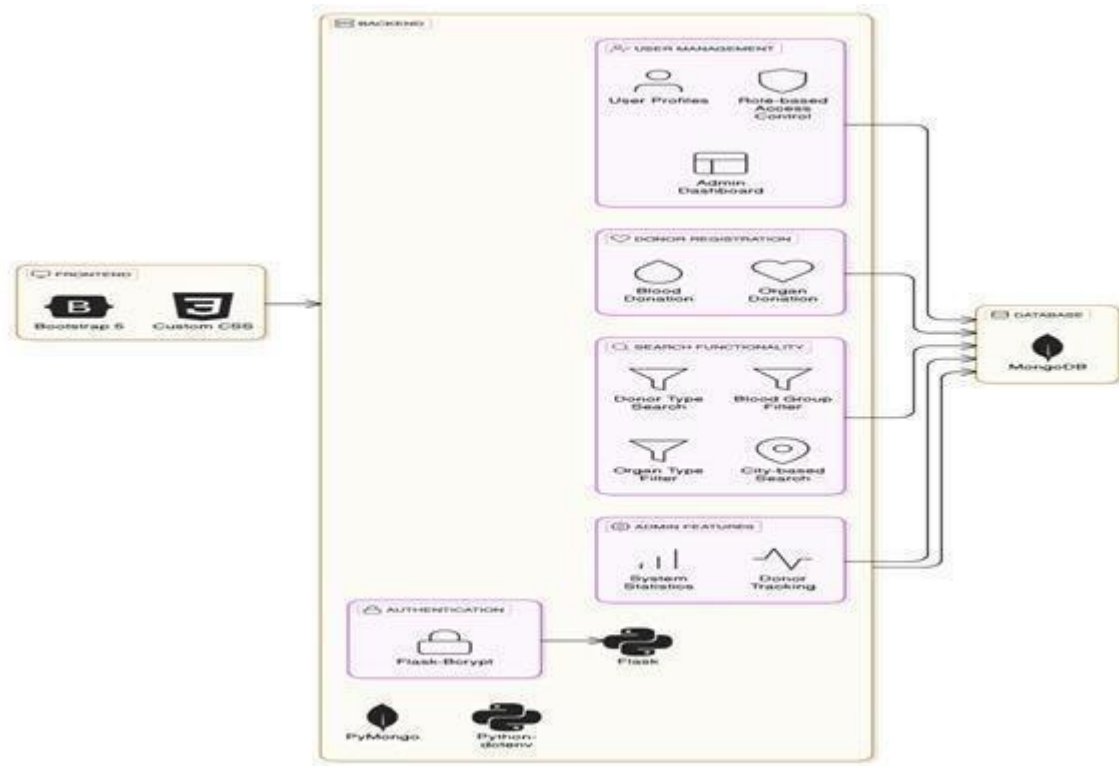 BACKEND
USER MANAGEMENT
User Profiles
Role-based
Access
Control
Admin
Dashboard
DONOR REGISTRATION
Blood
Donation
Organ
Donation
FRONTEND
Bootstrap 5
Custom CSS
DATABASE
MongoDB
SEARCH FUNCTIONALITY
Donor Type
Search
Blood Group
Filter
Organ Type
Filter
City-based
Search
ADMIN FEATURES
System
Statistics
Donor
Tracking
AUTHENTICATION
Flask-Bcrypt
Flask
PyMongo
Python-
dotenv